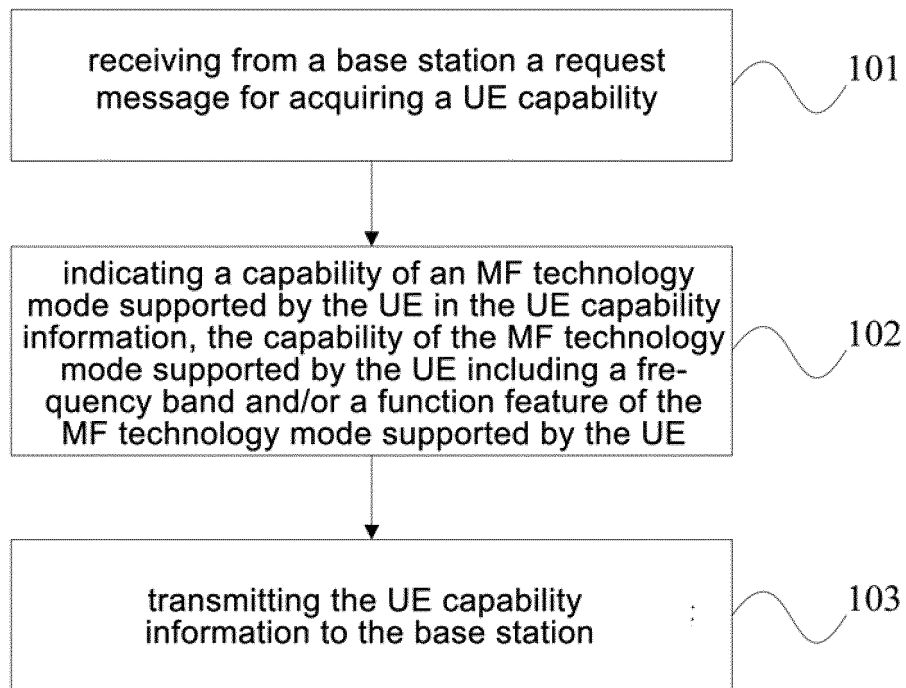 receiving from a base station a request
message for acquiring a UE capability
101
indicating a capability of an MF technology
mode supported by the UE in the UE capability
information, the capability of the MF technology
mode supported by the UE including a fre-
quency band and/or a function feature of the
MF technology mode supported by the UE
102
transmitting the UE capability
information to the base station
103